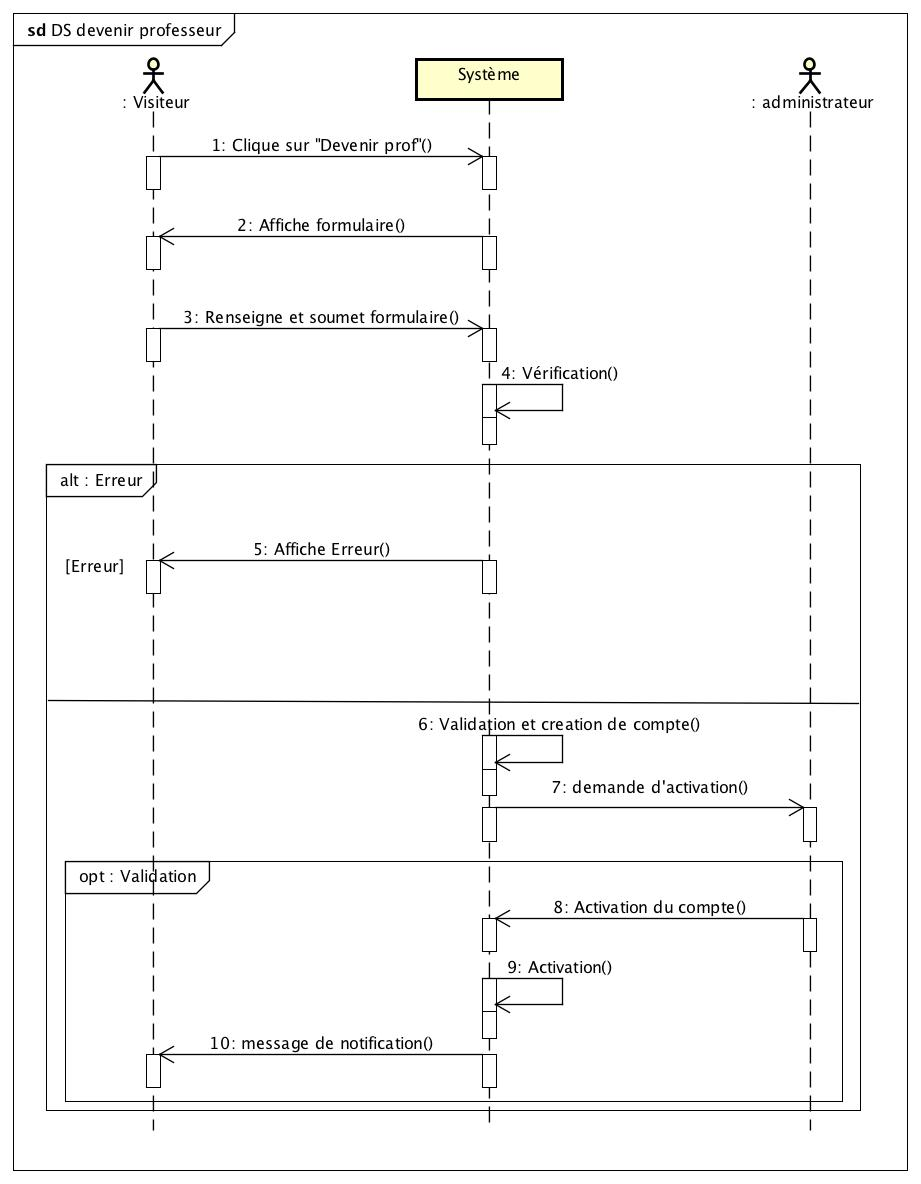 sd DS devenir professeur
Système
: Visiteur
: administrateur
1: Clique sur "Devenir prof"()
2: Affiche formulaire()
3: Renseigne et soumet formulaire()
4: Vérification()
alt : Erreur
5: Affiche Erreur()
[Erreur]
6: Validation et creation de compte()
7: demande d'activation()
opt : Validation
8: Activation du compte()
9: Activation()
10: message de notification()